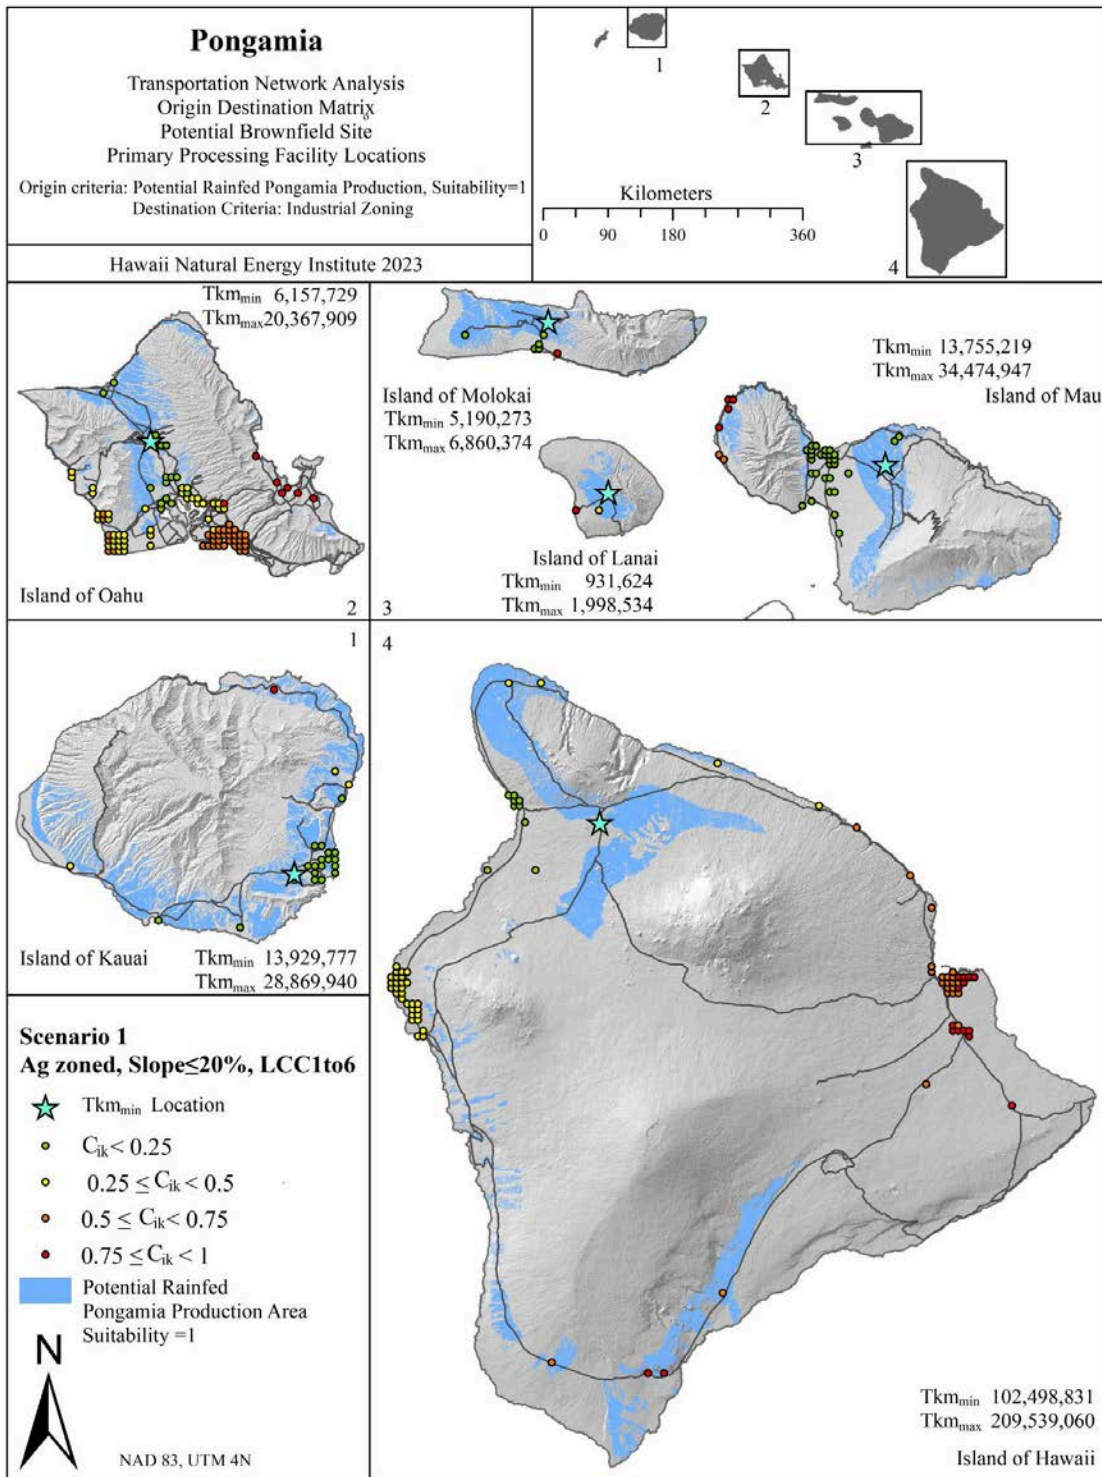 Pongamia
Transportation Network Analysis
Origin Destination Matrix
Potential Brownfield Site
Primary Processing Facility Locations
Origin criteria: Potential Rainfed Pongamia Production, Suitability=1
Destination Criteria: Industrial Zoning
Hawaii Natural Energy Institute 2023
1
2
3
4
Kilometers
0 90 180 360
Tkmmin 6,157,729
Tkmmax 20,367,909
Island of Oahu
2
Island of Molokai
Tkmmin 5,190,273
Tkmmax 6,860,374
Tkmmin 13,755,219
Tkmmax 34,474,947
Island of Mau
Island of Lanai
Tkmmin 931,624
Tkmmax 1,998,534
3
1
Island of Kauai
Tkmmin 13,929,777
Tkmmax 28,869,940
4
Tkmmin 102,498,831
Tkmmax 209,539,060
Island of Hawaii
Scenario 1
Ag zoned, Slope≤20%, LCC1to6
Tkmmin Location
Cik < 0.25
0.25 ≤ Cik < 0.5
0.5 ≤ Cik < 0.75
0.75 ≤ Cik < 1
Potential Rainfed
Pongamia Production Area
Suitability =1
N
NAD 83, UTM 4N